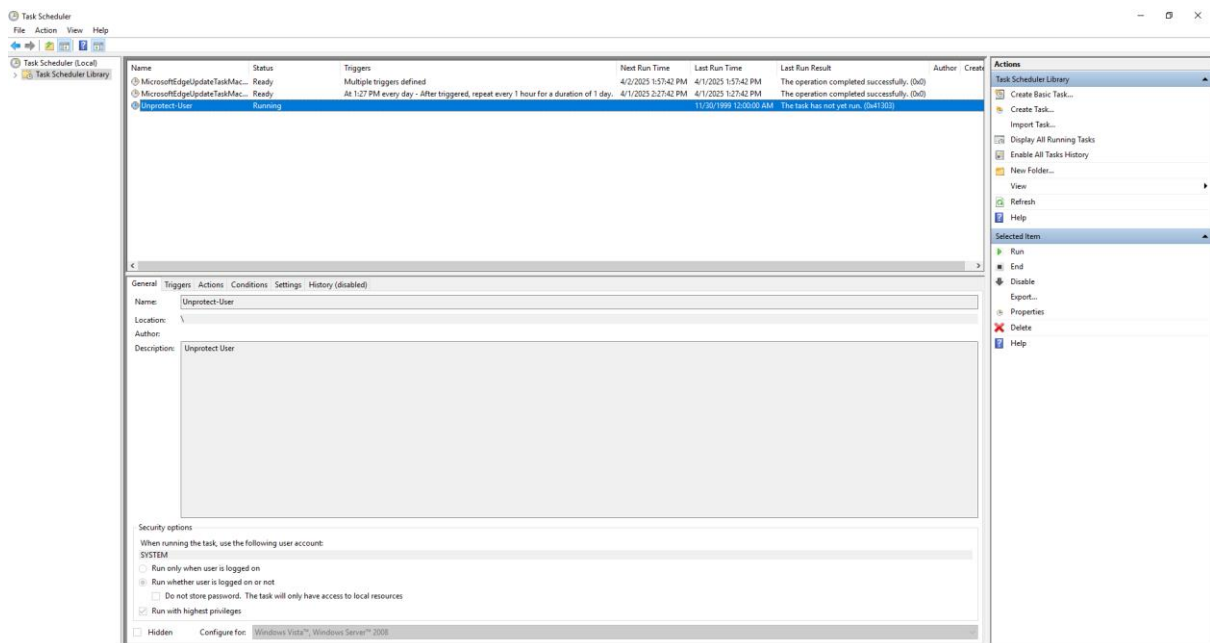 Task Scheduler
File Action View Help
Task Scheduler (Local)
Task Scheduler Library
Name Status Triggers Next Run Time Last Run Time Last Run Result Author Create
MicrosoftEdgeUpdateTaskMac... Ready Multiple triggers defined 4/2/2025 1:57:42 PM 4/1/2025 1:57:42 PM The operation completed successfully. (0x0)
MicrosoftEdgeUpdateTaskMac... Ready At 1:27 PM every day - After triggered, repeat every 1 hour for a duration of 1 day. 4/1/2025 2:27:42 PM 4/1/2025 1:27:42 PM The operation completed successfully. (0x0)
Unprotect-User Running 11/30/1999 12:00:00 AM The task has not yet run. (0x41303)
General Triggers Actions Conditions Settings History (disabled)
Name: Unprotect-User
Location: \
Author:
Description: Unprotect User
Security options
When running the task, use the following user account:
SYSTEM
Run only when user is logged on
Run whether user is logged on or not
Do not store password. The task will only have access to local resources
Run with highest privileges
Hidden Configure for: Windows Vista™, Windows Server™ 2008
Actions
Task Scheduler Library
Create Basic Task...
Create Task...
Import Task...
Display All Running Tasks
Enable All Tasks History
New Folder...
View
Refresh
Help
Selected Item
Run
End
Disable
Export...
Properties
Delete
Help